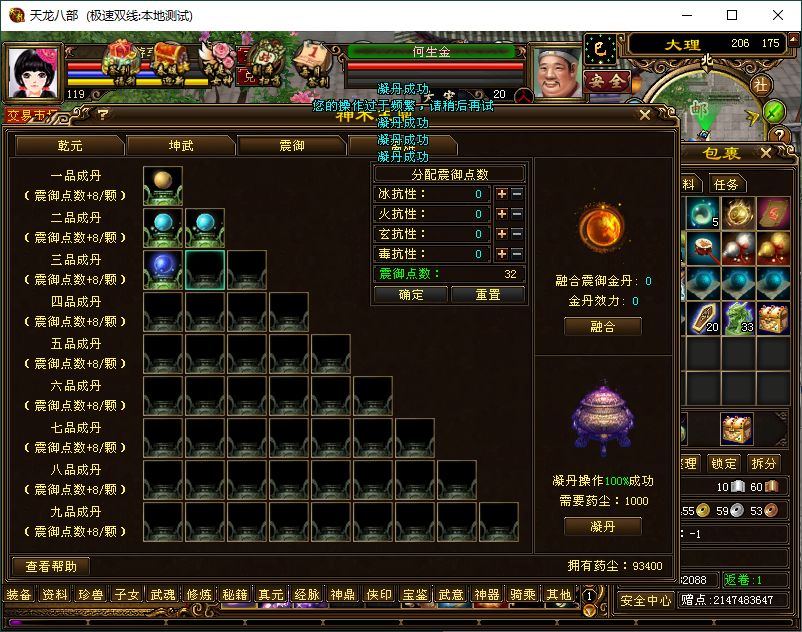 天龙八部 (极速双线:本地测试)
何生金
大理 206 175
北
119
20
安全
社
凝丹成功
您的操作过于频繁，请稍后再试
凝丹成功
凝丹成功
凝丹成功
交易市场
?
包裹
乾元
坤武
震御
料
任务
一品成丹
(震御点数+8/颗)
二品成丹
(震御点数+8/颗)
三品成丹
(震御点数+8/颗)
四品成丹
(震御点数+8/颗)
五品成丹
(震御点数+8/颗)
六品成丹
(震御点数+8/颗)
七品成丹
(震御点数+8/颗)
八品成丹
(震御点数+8/颗)
九品成丹
(震御点数+8/颗)
分配震御点数
冰抗性： 0
火抗性： 0
玄抗性： 0
毒抗性： 0
震御点数： 32
确定
重置
融合震御金丹: 0
金丹效力: 0
融合
凝丹操作100%成功
需要药尘：1000
凝丹
查看帮助
拥有药尘：93400
5
20
33
整理
锁定
拆分
10 60
55 59 53
: -1
32088
返卷:1
安全中心
赠点:2147483647
装备 资料 珍兽 子女 武魂 修炼 秘籍 真元 经脉 神鼎 侠印 宝鉴 武意 神器 骑乘 其他
1